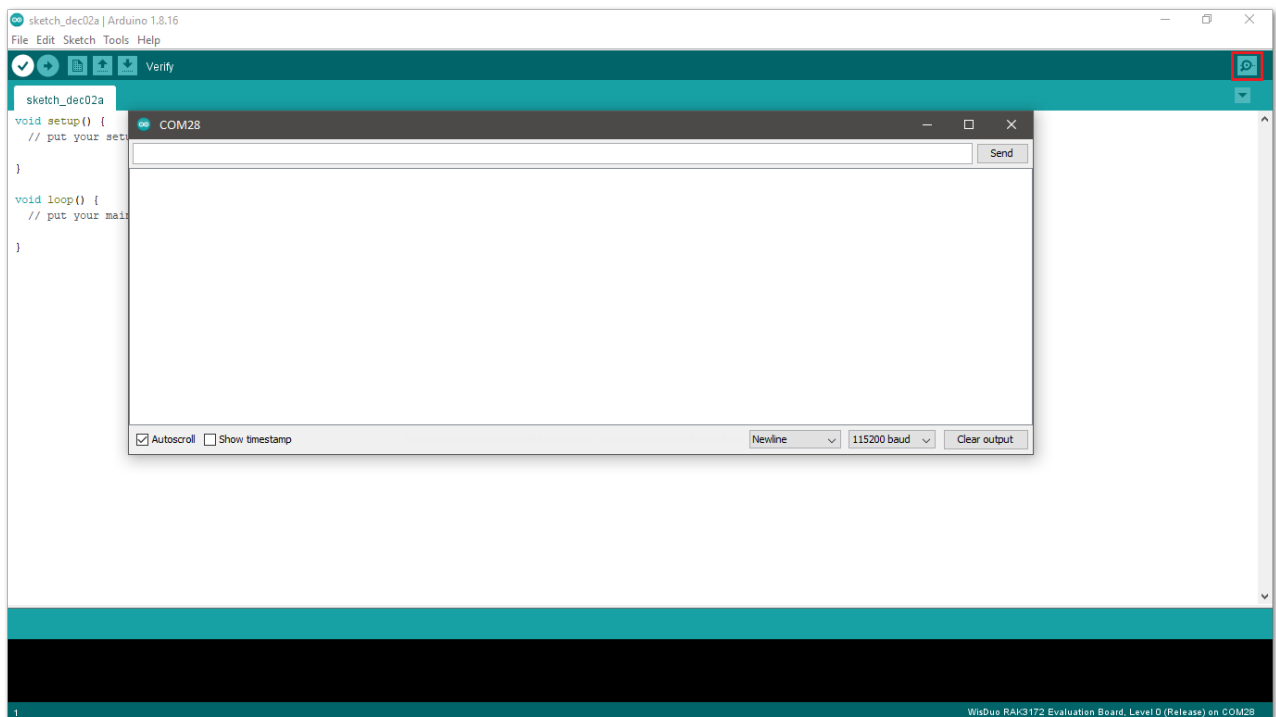 sketch_dec02a | Arduino 1.8.16
File Edit Sketch Tools Help
Verify
sketch_dec02a
void setup() {
// put your setu
}
void loop() {
// put your main
}
COM28
Send
Autoscroll Show timestamp Newline 115200 baud Clear output
1 WisDuo RAK3172 Evaluation Board, Level 0 (Release) on COM28